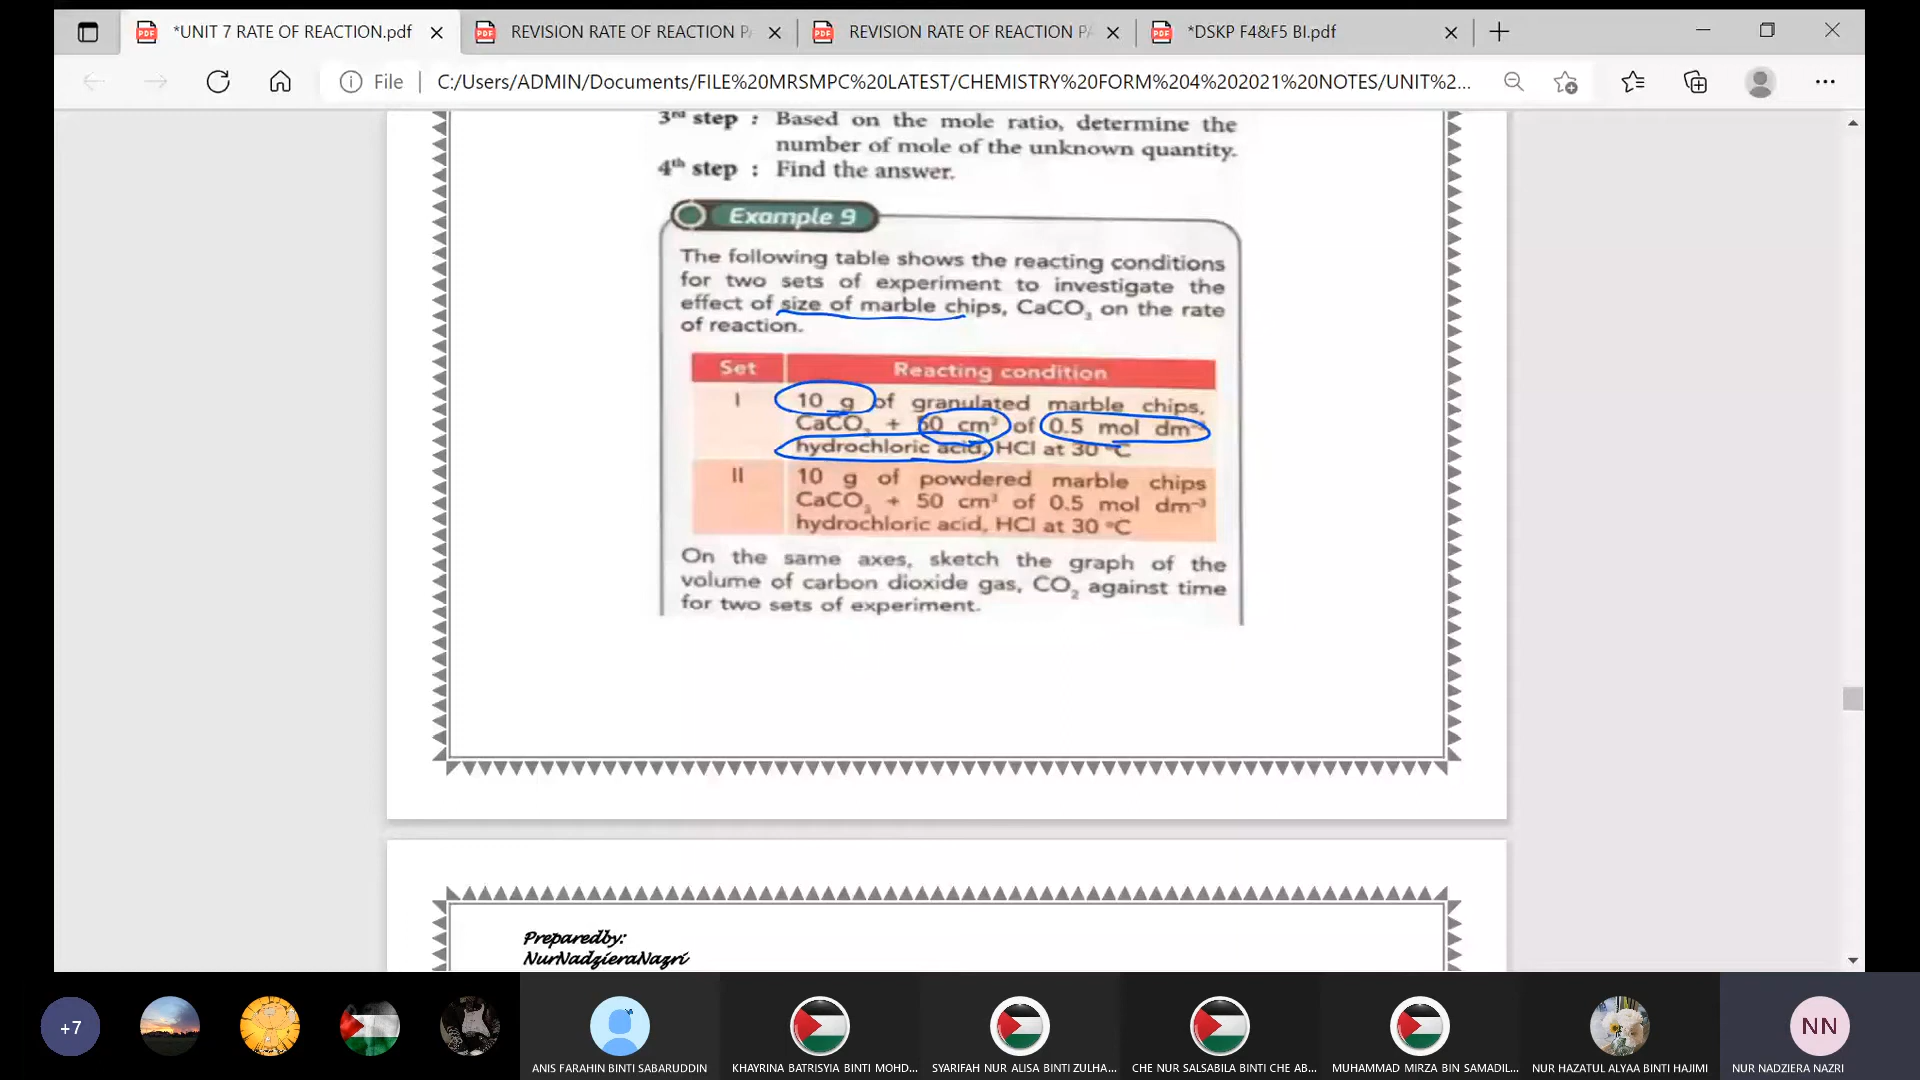 *UNIT 7 RATE OF REACTION.pdf
REVISION RATE OF REACTION P
REVISION RATE OF REACTION P
*DSKP F4&F5 BI.pdf
File
C:/Users/ADMIN/Documents/FILE%20MRSMPC%20LATEST/CHEMISTRY%20FORM%204%202021%20NOTES/UNIT%2...
3rd step : Based on the mole ratio, determine the
number of mole of the unknown quantity.
4th step : Find the answer.
Example 9
The following table shows the reacting conditions
for two sets of experiment to investigate the
effect of size of marble chips, CaCO₃ on the rate
of reaction.
Set Reacting condition
I 10 g of granulated marble chips,
CaCO₃ + 50 cm³ of 0.5 mol dm⁻³
hydrochloric acid, HCl at 30 °C
II 10 g of powdered marble chips
CaCO₃ + 50 cm³ of 0.5 mol dm⁻³
hydrochloric acid, HCl at 30 °C
On the same axes, sketch the graph of the
volume of carbon dioxide gas, CO₂ against time
for two sets of experiment.
Preparedby:
NurNadzieraNazri
+7
ANIS FARAHIN BINTI SABARUDDIN
KHAYRINA BATRISYIA BINTI MOHD...
SYARIFAH NUR ALISA BINTI ZULHA...
CHE NUR SALSABILA BINTI CHE AB...
MUHAMMAD MIRZA BIN SAMADIL...
NUR HAZATUL ALYAA BINTI HAJIMI
NN
NUR NADZIERA NAZRI